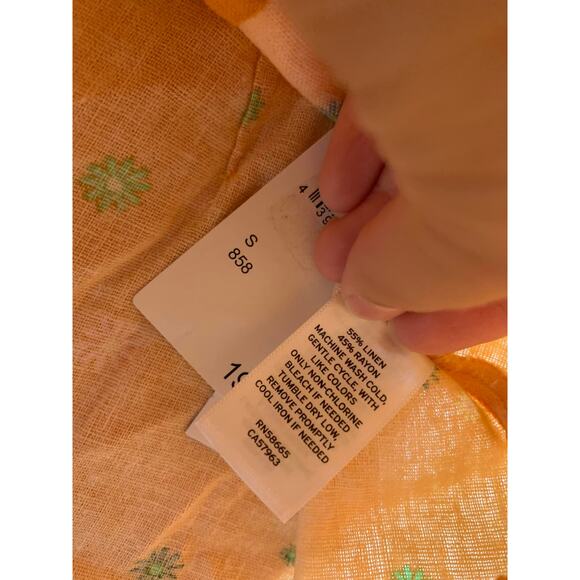 S
858
55% LINEN
45% RAYON
MACHINE WASH COLD,
GENTLE CYCLE, WITH
LIKE COLORS
ONLY NON-CHLORINE
BLEACH IF NEEDED
TUMBLE DRY LOW,
REMOVE PROMPTLY
COOL IRON IF NEEDED
RN58665
CA57963